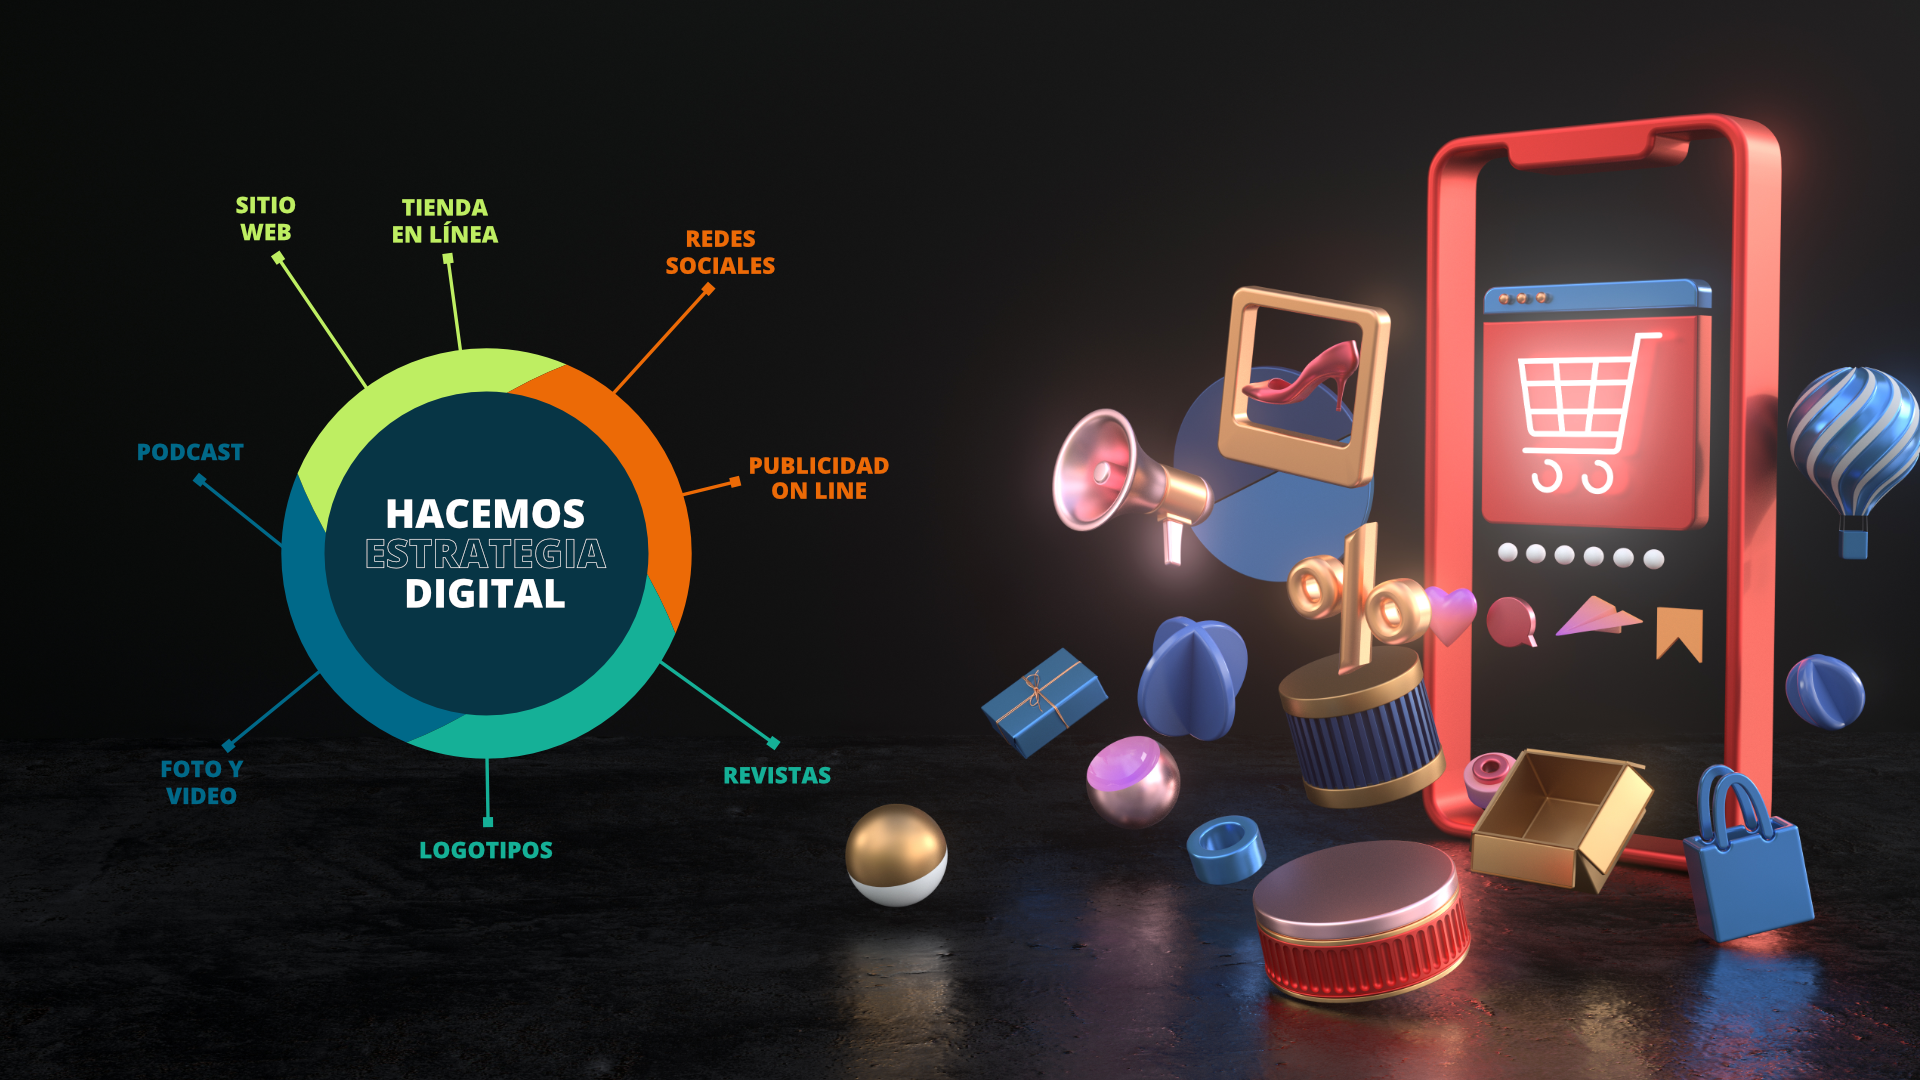 SITIO
WEB
TIENDA
EN LÍNEA
REDES
SOCIALES
PODCAST
PUBLICIDAD
ON LINE
HACEMOS
ESTRATEGIA
DIGITAL
FOTO Y
VIDEO
REVISTAS
LOGOTIPOS